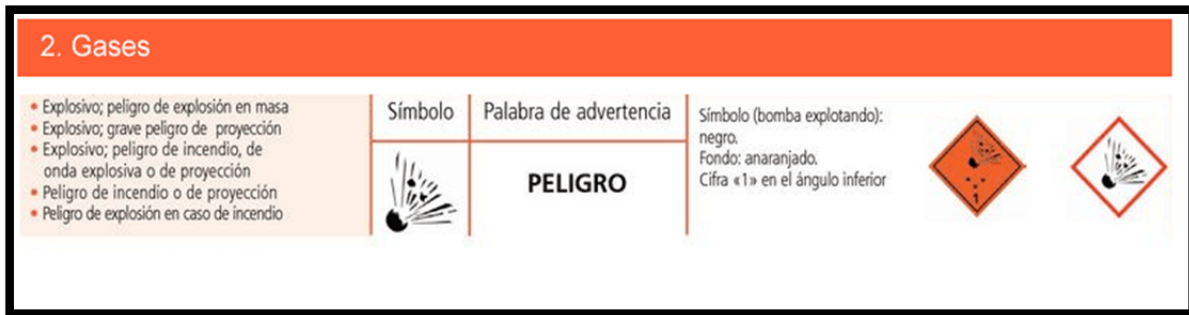 2. Gases
• Explosivo; peligro de explosión en masa
• Explosivo; grave peligro de proyección
• Explosivo; peligro de incendio, de
onda explosiva o de proyección
• Peligro de incendio o de proyección
• Peligro de explosión en caso de incendio
Símbolo
Palabra de advertencia
PELIGRO
Símbolo (bomba explotando):
negro.
Fondo: anaranjado.
Cifra «1» en el ángulo inferior
1